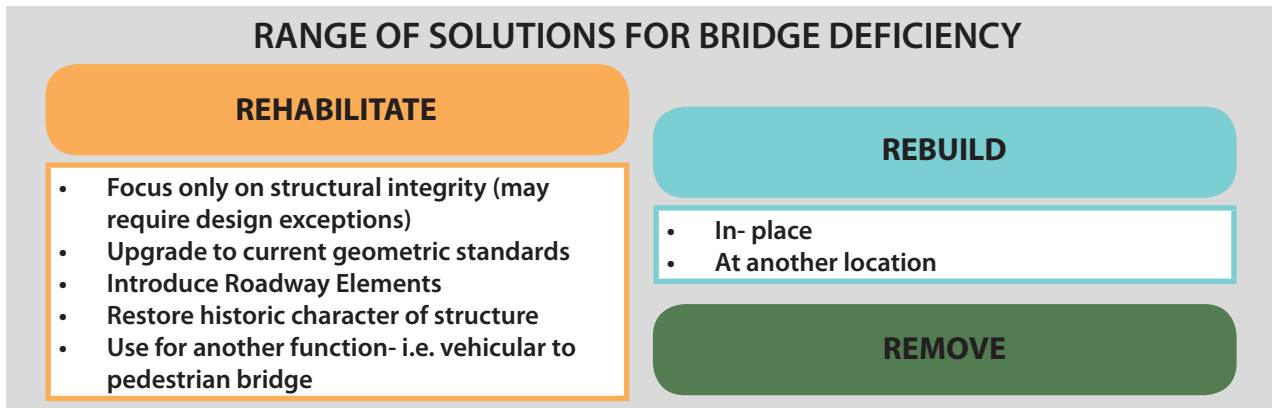 RANGE OF SOLUTIONS FOR BRIDGE DEFICIENCY
REHABILITATE
• Focus only on structural integrity (may
require design exceptions)
• Upgrade to current geometric standards
• Introduce Roadway Elements
• Restore historic character of structure
• Use for another function- i.e. vehicular to
pedestrian bridge
REBUILD
• In- place
• At another location
REMOVE